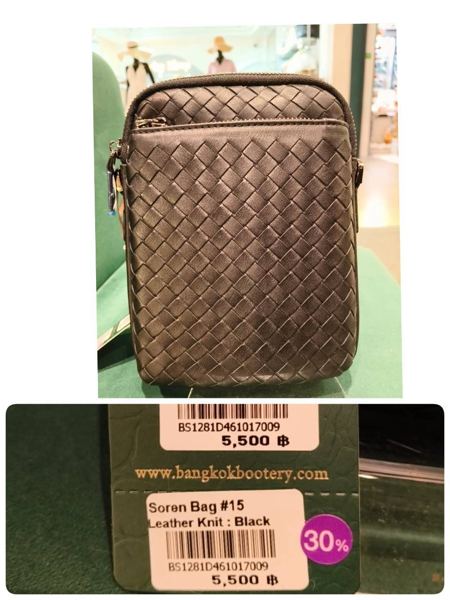 BS1281D461017009
5,500 ฿
www.bangkokbootery.com
Soren Bag #15
Leather Knit : Black
30%
BS1281D461017009
5,500 ฿